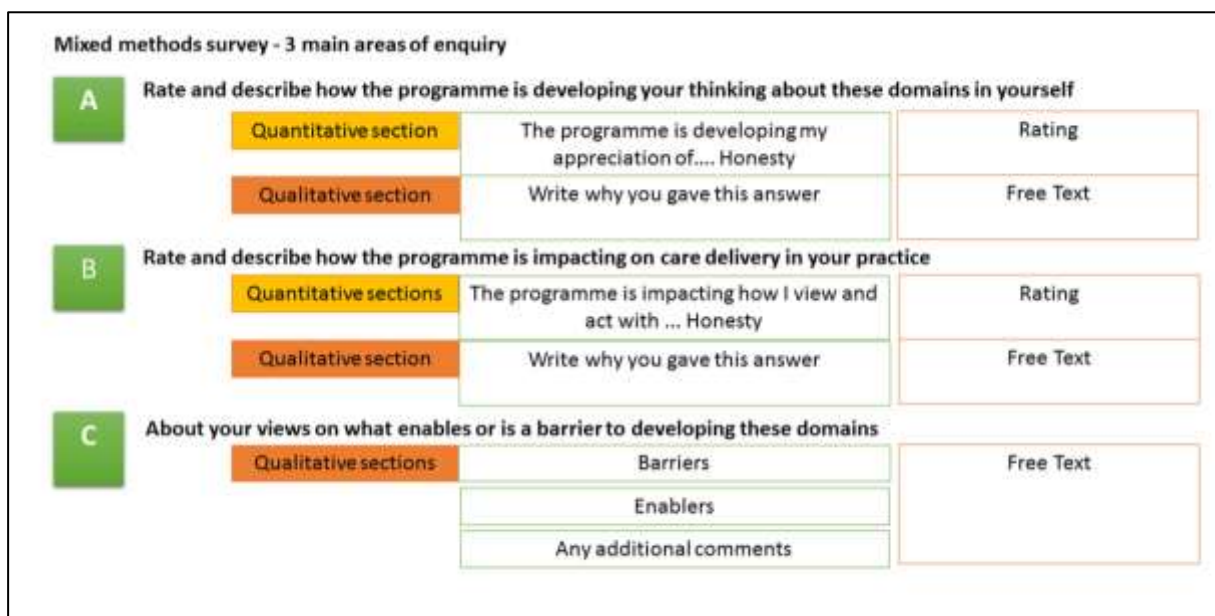 Mixed methods survey - 3 main areas of enquiry
A
Rate and describe how the programme is developing your thinking about these domains in yourself
Quantitative section
The programme is developing my
appreciation of.... Honesty
Rating
Qualitative section
Write why you gave this answer
Free Text
B
Rate and describe how the programme is impacting on care delivery in your practice
Quantitative sections
The programme is impacting how I view and
act with ... Honesty
Rating
Qualitative section
Write why you gave this answer
Free Text
C
About your views on what enables or is a barrier to developing these domains
Qualitative sections
Barriers
Free Text
Enablers
Any additional comments